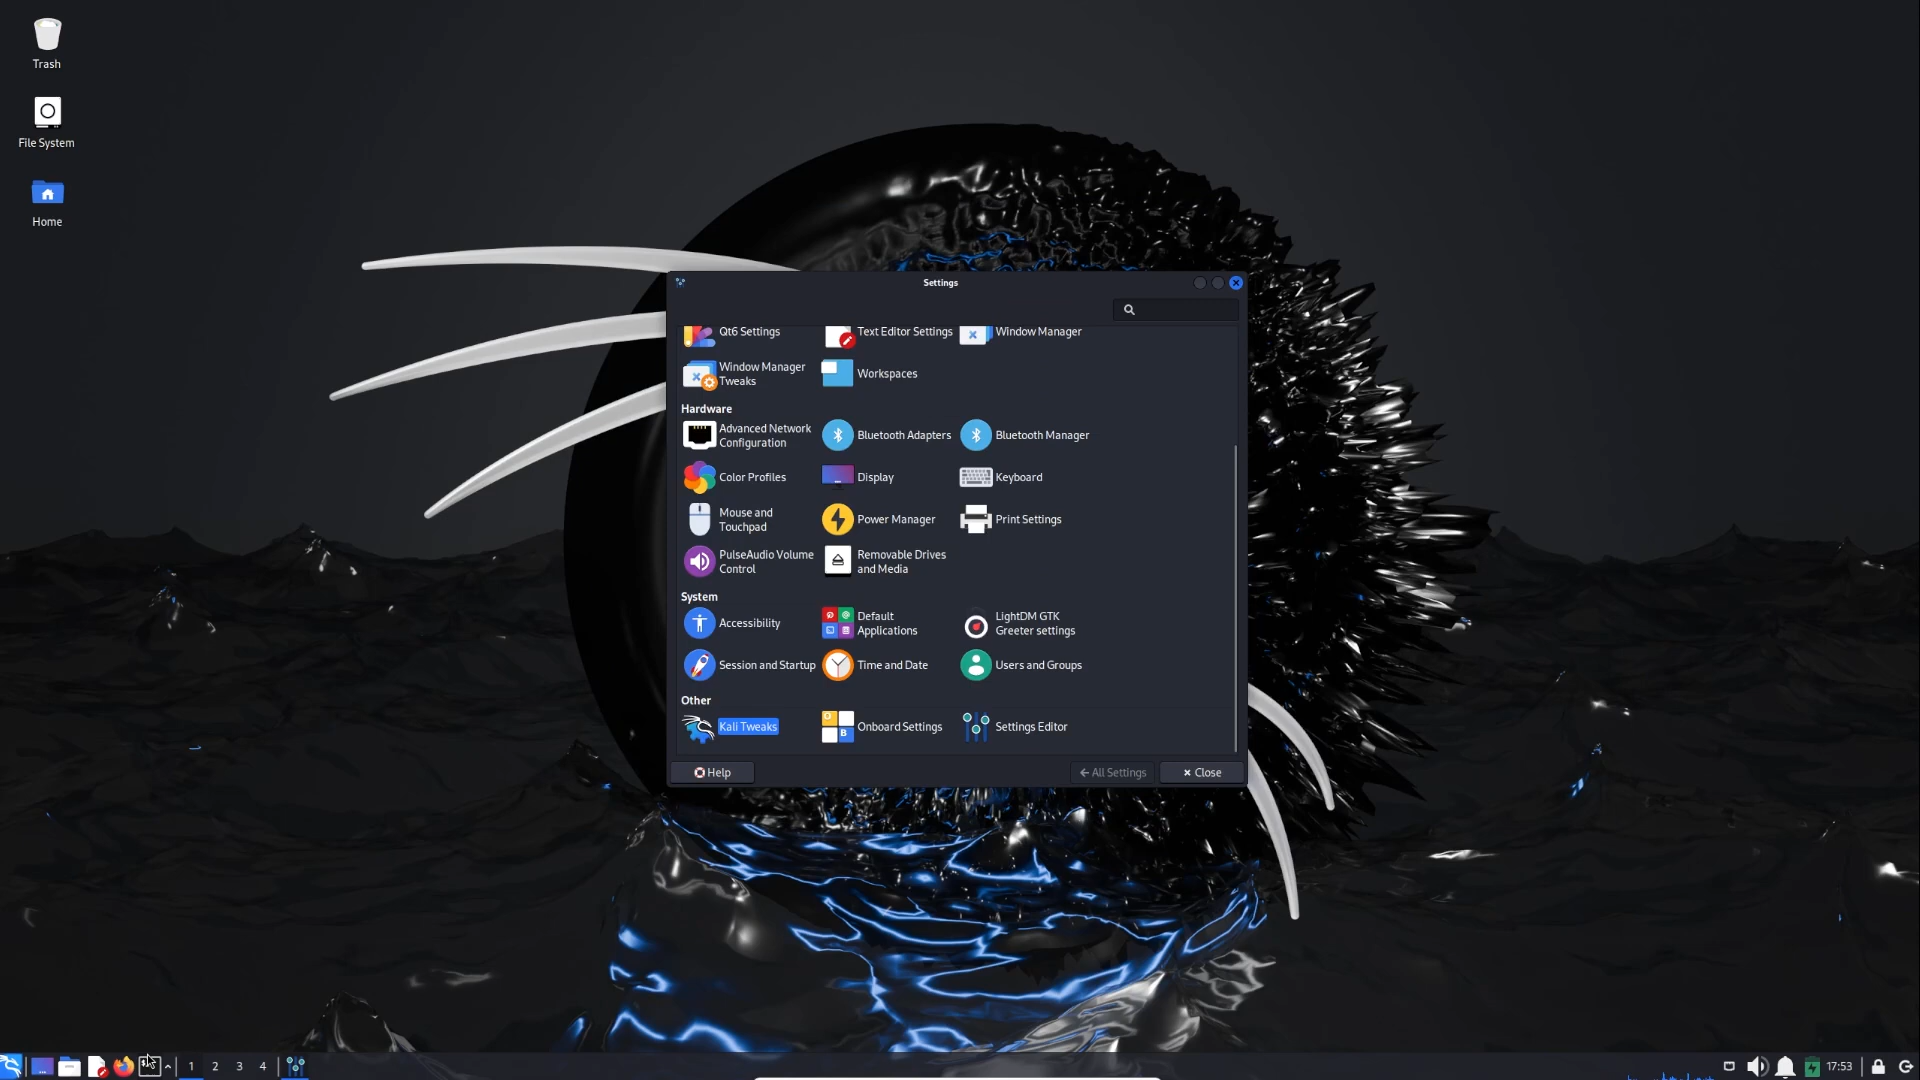 Trash
File System
Home
Settings
Qt6 Settings
Text Editor Settings
Window Manager
Window Manager
Tweaks
Workspaces
Hardware
Advanced Network
Configuration
Bluetooth Adapters
Bluetooth Manager
Color Profiles
Display
Keyboard
Mouse and
Touchpad
Power Manager
Print Settings
PulseAudio Volume
Control
Removable Drives
and Media
System
Accessibility
Default
Applications
LightDM GTK
Greeter settings
Session and Startup
Time and Date
Users and Groups
Other
Kali Tweaks
Onboard Settings
Settings Editor
Help
All Settings
Close
1 2 3 4
17:53